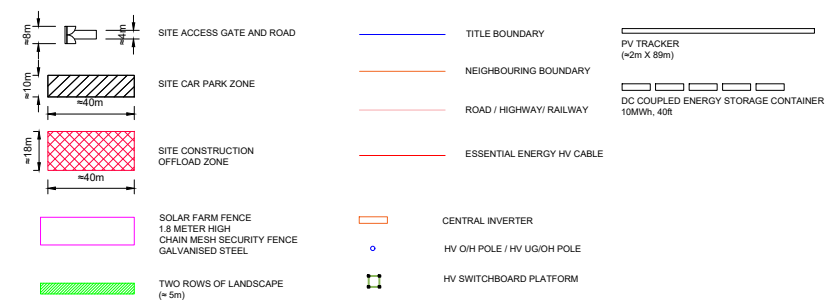 ≈8m
≈4m
SITE ACCESS GATE AND ROAD
≈10m
≈40m
SITE CAR PARK ZONE
≈18m
≈40m
SITE CONSTRUCTION
OFFLOAD ZONE
SOLAR FARM FENCE
1.8 METER HIGH
CHAIN MESH SECURITY FENCE
GALVANISED STEEL
TWO ROWS OF LANDSCAPE
(≈ 5m)
TITLE BOUNDARY
NEIGHBOURING BOUNDARY
ROAD / HIGHWAY/ RAILWAY
ESSENTIAL ENERGY HV CABLE
CENTRAL INVERTER
HV O/H POLE / HV UG/OH POLE
HV SWITCHBOARD PLATFORM
PV TRACKER
(≈2m X 89m)
DC COUPLED ENERGY STORAGE CONTAINER
10MWh, 40ft